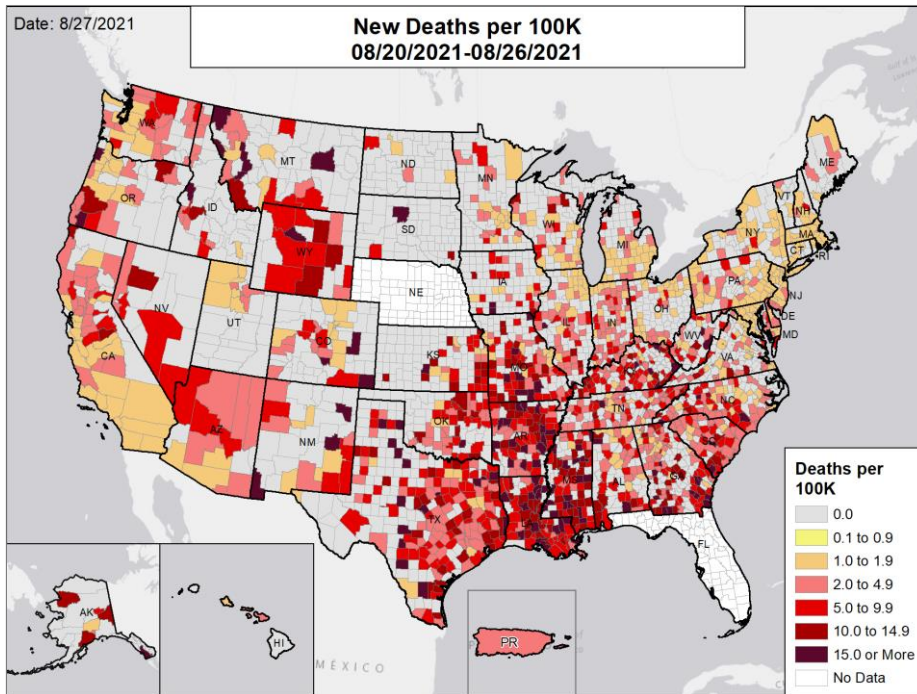 Date: 8/27/2021
New Deaths per 100K
08/20/2021-08/26/2021
WA
MT
ND
MN
ME
OR
ID
SD
WI
MI
VT
NH
NY
MA
CT
RI
WY
IA
NE
PA
NJ
NV
UT
CO
IL
IN
OH
DE
MD
WV
VA
CA
KS
MO
KY
AZ
NM
OK
AR
TN
NC
SC
TX
LA
MS
AL
GA
FL
AK
HI
MÉXICO
PR
Deaths per
100K
0.0
0.1 to 0.9
1.0 to 1.9
2.0 to 4.9
5.0 to 9.9
10.0 to 14.9
15.0 or More
No Data